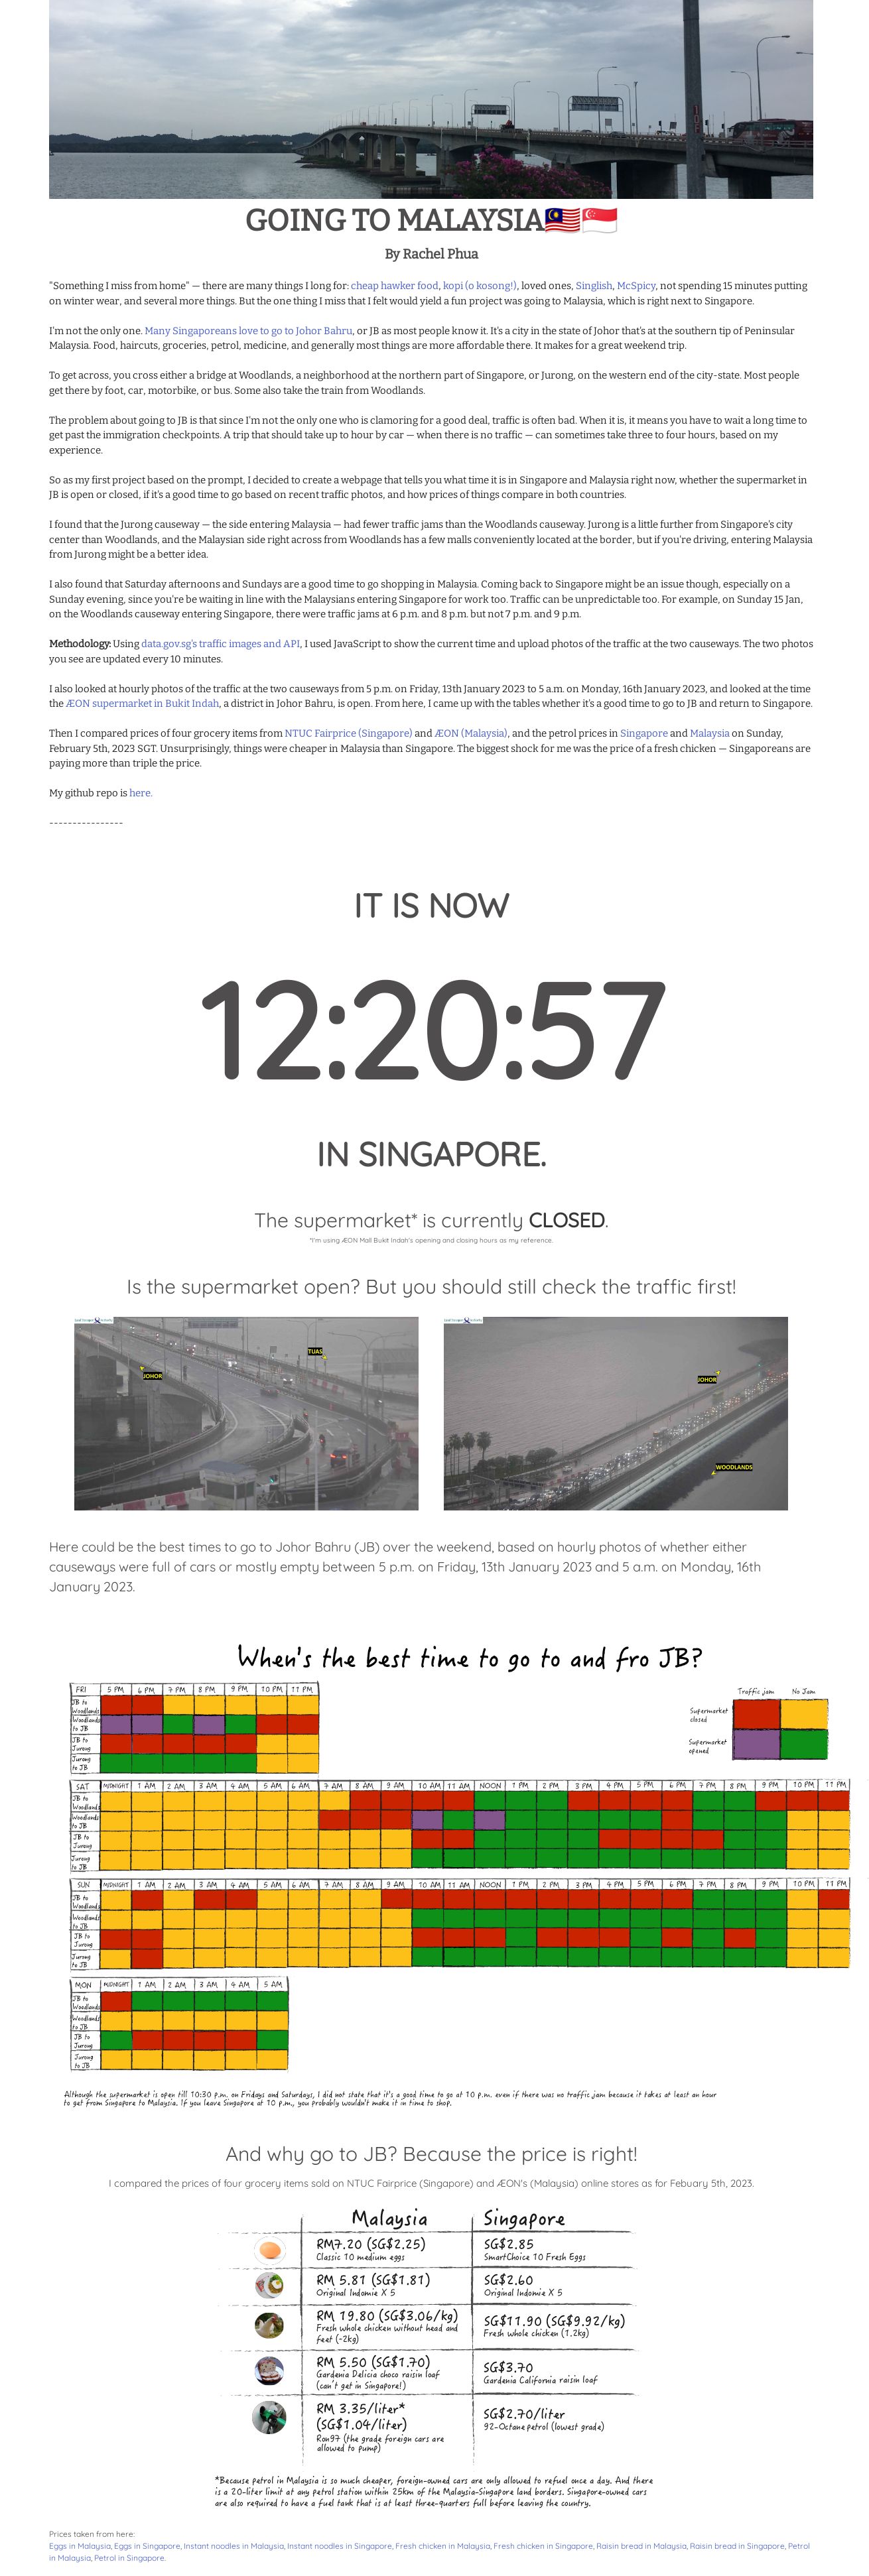 GOING TO MALAYSIA🇲🇾🇸🇬
By Rachel Phua
"Something I miss from home" — there are many things I long for: cheap hawker food, kopi (o kosong!), loved ones, Singlish, McSpicy, not spending 15 minutes putting
on winter wear, and several more things. But the one thing I miss that I felt would yield a fun project was going to Malaysia, which is right next to Singapore.
I'm not the only one. Many Singaporeans love to go to Johor Bahru, or JB as most people know it. It's a city in the state of Johor that's at the southern tip of Peninsular
Malaysia. Food, haircuts, groceries, petrol, medicine, and generally most things are more affordable there. It makes for a great weekend trip.
To get across, you cross either a bridge at Woodlands, a neighborhood at the northern part of Singapore, or Jurong, on the western end of the city-state. Most people
get there by foot, car, motorbike, or bus. Some also take the train from Woodlands.
The problem about going to JB is that since I'm not the only one who is clamoring for a good deal, traffic is often bad. When it is, it means you have to wait a long time to
get past the immigration checkpoints. A trip that should take up to hour by car — when there is no traffic — can sometimes take three to four hours, based on my
experience.
So as my first project based on the prompt, I decided to create a webpage that tells you what time it is in Singapore and Malaysia right now, whether the supermarket in
JB is open or closed, if it's a good time to go based on recent traffic photos, and how prices of things compare in both countries.
I found that the Jurong causeway — the side entering Malaysia — had fewer traffic jams than the Woodlands causeway. Jurong is a little further from Singapore's city
center than Woodlands, and the Malaysian side right across from Woodlands has a few malls conveniently located at the border, but if you're driving, entering Malaysia
from Jurong might be a better idea.
I also found that Saturday afternoons and Sundays are a good time to go shopping in Malaysia. Coming back to Singapore might be an issue though, especially on a
Sunday evening, since you're be waiting in line with the Malaysians entering Singapore for work too. Traffic can be unpredictable too. For example, on Sunday 15 Jan,
on the Woodlands causeway entering Singapore, there were traffic jams at 6 p.m. and 8 p.m. but not 7 p.m. and 9 p.m.
Methodology: Using data.gov.sg's traffic images and API, I used JavaScript to show the current time and upload photos of the traffic at the two causeways. The two photos
you see are updated every 10 minutes.
I also looked at hourly photos of the traffic at the two causeways from 5 p.m. on Friday, 13th January 2023 to 5 a.m. on Monday, 16th January 2023, and looked at the time
the ÆON supermarket in Bukit Indah, a district in Johor Bahru, is open. From here, I came up with the tables whether it's a good time to go to JB and return to Singapore.
Then I compared prices of four grocery items from NTUC Fairprice (Singapore) and ÆON (Malaysia), and the petrol prices in Singapore and Malaysia on Sunday,
February 5th, 2023 SGT. Unsurprisingly, things were cheaper in Malaysia than Singapore. The biggest shock for me was the price of a fresh chicken — Singaporeans are
paying more than triple the price.
My github repo is here.
----------------
IT IS NOW
12:20:57
IN SINGAPORE.
The supermarket* is currently CLOSED.
*I'm using ÆON Mall Bukit Indah's opening and closing hours as my reference.
Is the supermarket open? But you should still check the traffic first!
TUAS
JOHOR
JOHOR
WOODLANDS
Here could be the best times to go to Johor Bahru (JB) over the weekend, based on hourly photos of whether either
causeways were full of cars or mostly empty between 5 p.m. on Friday, 13th January 2023 and 5 a.m. on Monday, 16th
January 2023.
When's the best time to go to and fro JB?
Traffic jam No Jam
Supermarket
closed
Supermarket
opened
FRI 5 PM 6 PM 7 PM 8 PM 9 PM 10 PM 11 PM
JB to
Woodlands
Woodlands
to JB
JB to
Jurong
Jurong
to JB
SAT MIDNIGHT 1 AM 2 AM 3 AM 4 AM 5 AM 6 AM 7 AM 8 AM 9 AM 10 AM 11 AM NOON 1 PM 2 PM 3 PM 4 PM 5 PM 6 PM 7 PM 8 PM 9 PM 10 PM 11 PM
JB to
Woodlands
Woodlands
to JB
JB to
Jurong
Jurong
to JB
SUN MIDNIGHT 1 AM 2 AM 3 AM 4 AM 5 AM 6 AM 7 AM 8 AM 9 AM 10 AM 11 AM NOON 1 PM 2 PM 3 PM 4 PM 5 PM 6 PM 7 PM 8 PM 9 PM 10 PM 11 PM
JB to
Woodlands
Woodlands
to JB
JB to
Jurong
Jurong
to JB
MON MIDNIGHT 1 AM 2 AM 3 AM 4 AM 5 AM
JB to
Woodlands
Woodlands
to JB
JB to
Jurong
Jurong
to JB
Although the supermarket is open till 10:30 p.m. on Fridays and Saturdays, I did not state that it's a good time to go at 10 p.m. even if there was no traffic jam because it takes at least an hour
to get from Singapore to Malaysia. If you leave Singapore at 10 p.m., you probably wouldn't make it in time to shop.
And why go to JB? Because the price is right!
I compared the prices of four grocery items sold on NTUC Fairprice (Singapore) and ÆON's (Malaysia) online stores as for Febuary 5th, 2023.
Malaysia Singapore
RM7.20 (SG$2.25) SG$2.85
Classic 10 medium eggs SmartChoice 10 Fresh Eggs
RM 5.81 (SG$1.81) SG$2.60
Original Indomie X 5 Original Indomie X 5
RM 19.80 (SG$3.06/kg) SG$11.90 (SG$9.92/kg)
Fresh whole chicken without head and Fresh whole chicken (1.2kg)
feet (~2kg)
RM 5.50 (SG$1.70) SG$3.70
Gardenia Delicia choco raisin loaf Gardenia California raisin loaf
(can't get in Singapore!)
RM 3.35/liter* SG$2.70/liter
(SG$1.04/liter) 92-Octane petrol (lowest grade)
Ron97 (the grade foreign cars are
allowed to pump)
*Because petrol in Malaysia is so much cheaper, foreign-owned cars are only allowed to refuel once a day. And there
is a 20-liter limit at any petrol station within 25km of the Malaysia-Singapore land borders. Singapore-owned cars
are also required to have a fuel tank that is at least three-quarters full before leaving the country.
Prices taken from here:
Eggs in Malaysia, Eggs in Singapore, Instant noodles in Malaysia, Instant noodles in Singapore, Fresh chicken in Malaysia, Fresh chicken in Singapore, Raisin bread in Malaysia, Raisin bread in Singapore, Petrol
in Malaysia, Petrol in Singapore.